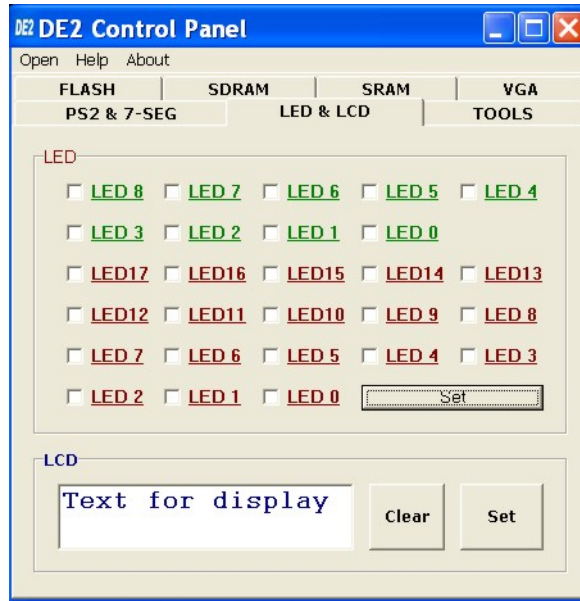 DE2 DE2 Control Panel
Open Help About
FLASH SDRAM SRAM VGA
PS2 & 7-SEG LED & LCD TOOLS
LED
LED 8 LED 7 LED 6 LED 5 LED 4
LED 3 LED 2 LED 1 LED 0
LED17 LED16 LED15 LED14 LED13
LED12 LED11 LED10 LED 9 LED 8
LED 7 LED 6 LED 5 LED 4 LED 3
LED 2 LED 1 LED 0 Set
LCD
Text for display
Clear Set